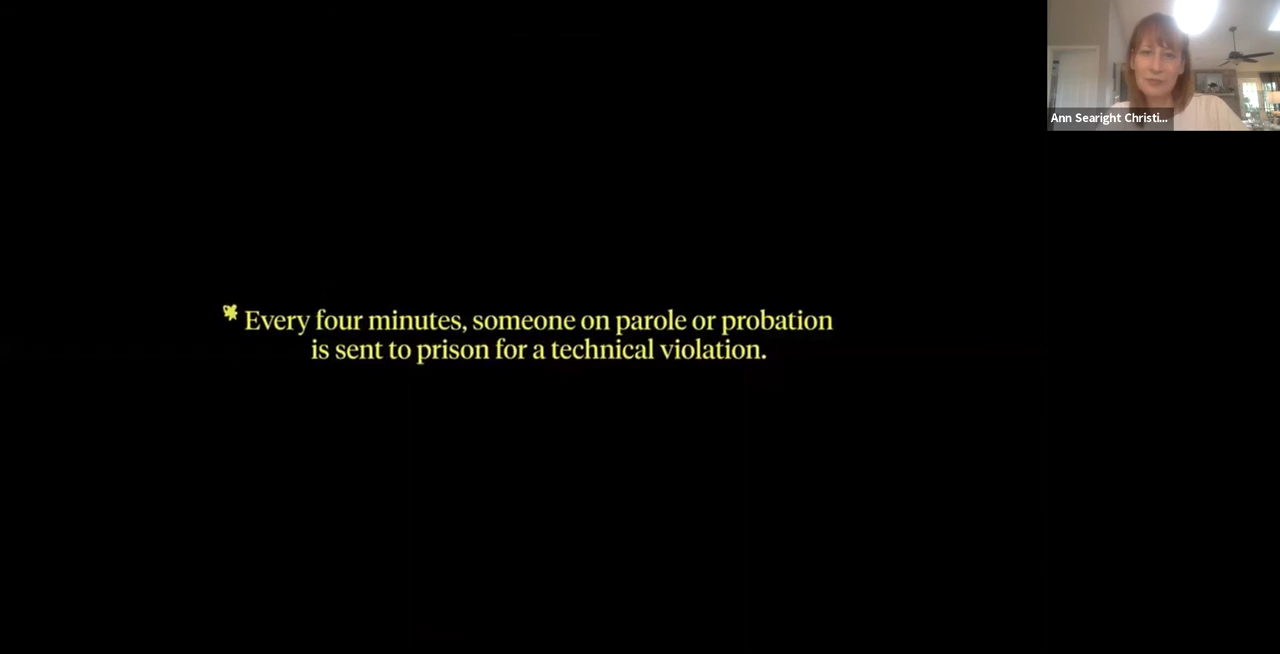 Ann Searight Christi...
* Every four minutes, someone on parole or probation
is sent to prison for a technical violation.